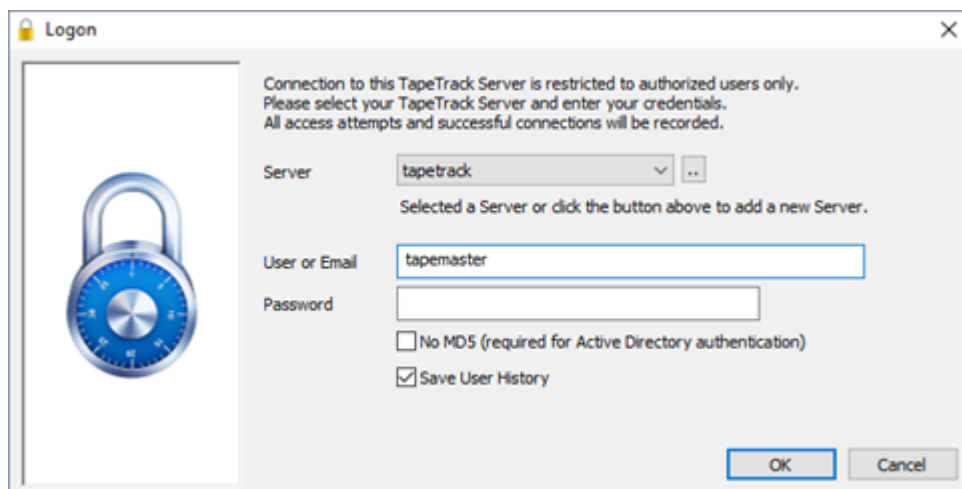 Logon
Connection to this TapeTrack Server is restricted to authorized users only.
Please select your TapeTrack Server and enter your credentials.
All access attempts and successful connections will be recorded.
Server
tapetrack
..
Selected a Server or click the button above to add a new Server.
User or Email
tapemaster
Password
No MD5 (required for Active Directory authentication)
Save User History
OK
Cancel